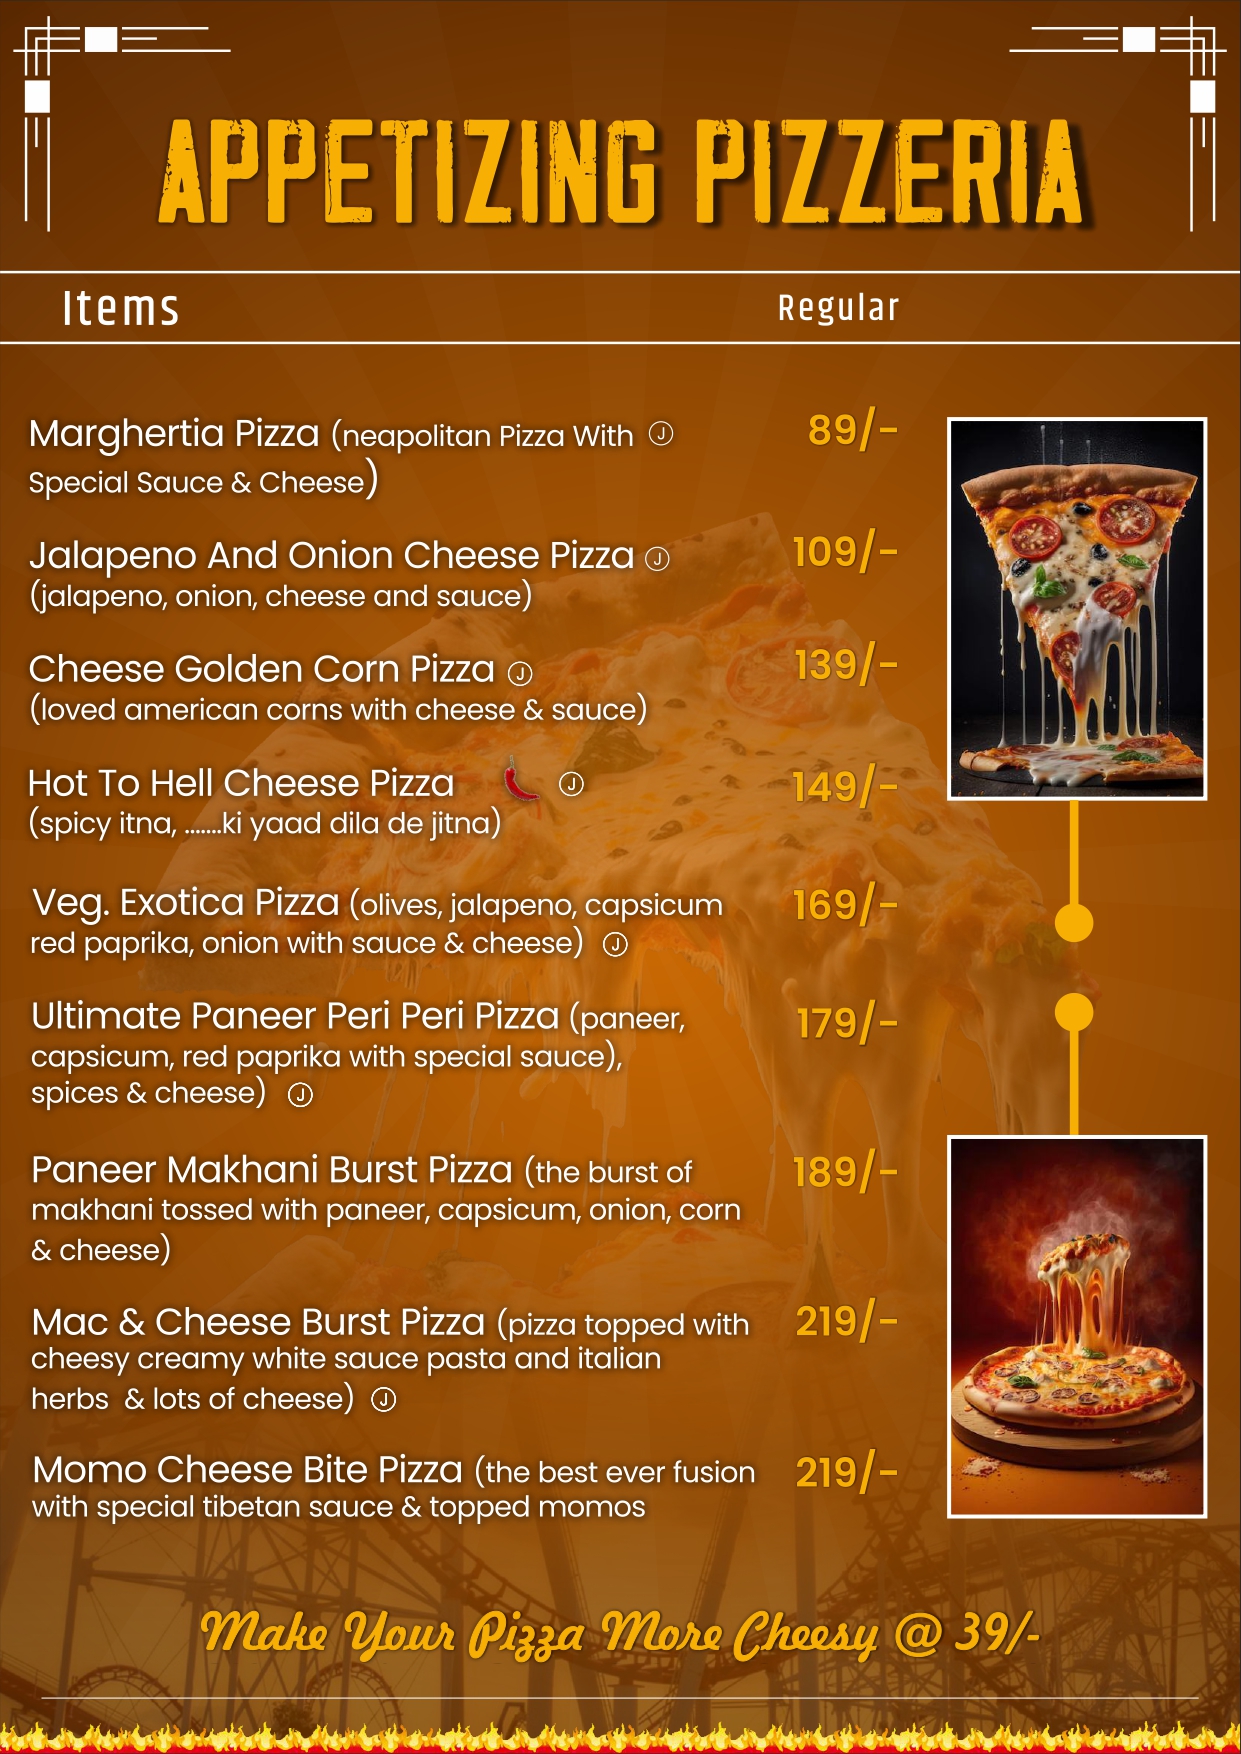 APPETIZING PIZZERIA
Items Regular
Marghertia Pizza (neapolitan Pizza With Ⓙ 89/-
Special Sauce & Cheese)
Jalapeno And Onion Cheese Pizza Ⓙ 109/-
(jalapeno, onion, cheese and sauce)
Cheese Golden Corn Pizza Ⓙ 139/-
(loved american corns with cheese & sauce)
Hot To Hell Cheese Pizza Ⓙ 149/-
(spicy itna, .......ki yaad dila de jitna)
Veg. Exotica Pizza (olives, jalapeno, capsicum 169/-
red paprika, onion with sauce & cheese) Ⓙ
Ultimate Paneer Peri Peri Pizza (paneer, 179/-
capsicum, red paprika with special sauce),
spices & cheese) Ⓙ
Paneer Makhani Burst Pizza (the burst of 189/-
makhani tossed with paneer, capsicum, onion, corn
& cheese)
Mac & Cheese Burst Pizza (pizza topped with 219/-
cheesy creamy white sauce pasta and italian
herbs & lots of cheese) Ⓙ
Momo Cheese Bite Pizza (the best ever fusion 219/-
with special tibetan sauce & topped momos
Make Your Pizza More Cheesy @ 39/-